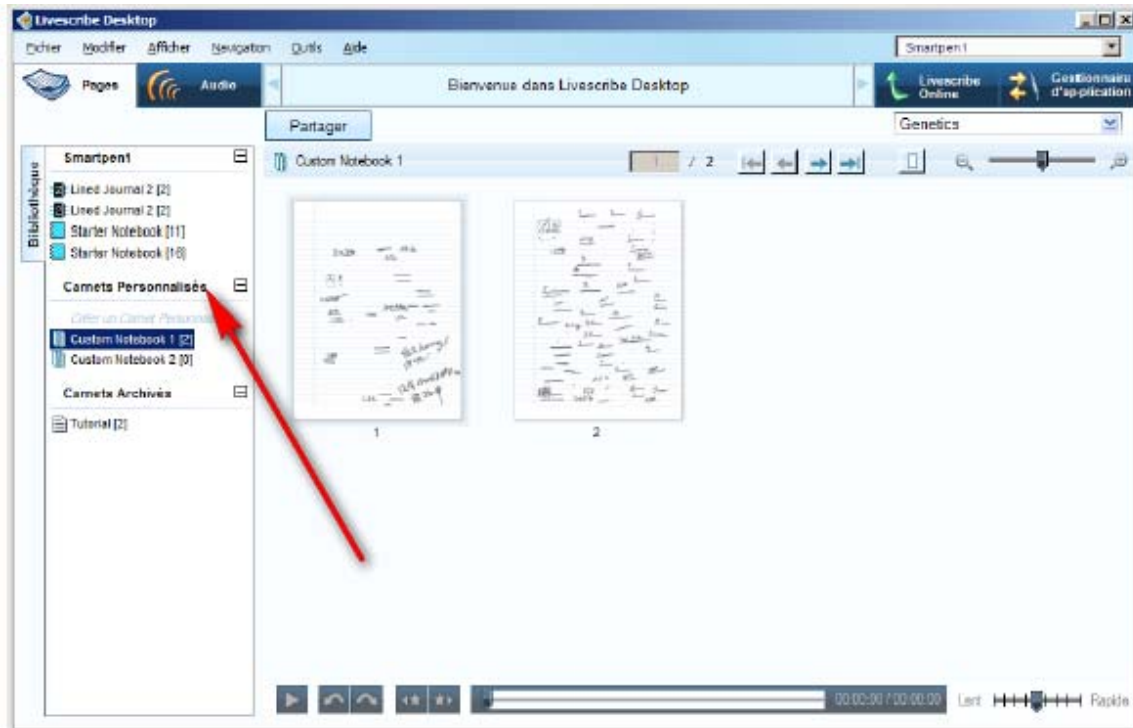 Livescribe Desktop
Fichier Modifier Afficher Navigation Outils Aide Smartpen1
Pages Audio Bienvenue dans Livescribe Desktop Livescribe Online Gestionnaire d'application
Partager Genetics
Bibliothèque
Smartpen1
Custom Notebook 1 1 / 2
Lined Journal 2 [2]
Lined Journal 2 [2]
Starter Notebook [11]
Starter Notebook [16]
Carnets Personnalisés
Créer un Carnet
Custom Notebook 1 [2]
Custom Notebook 2 [0]
Carnets Archivés
Tutorial [2]
1 2
00:00:00 / 00:00:00 Lent Rapide